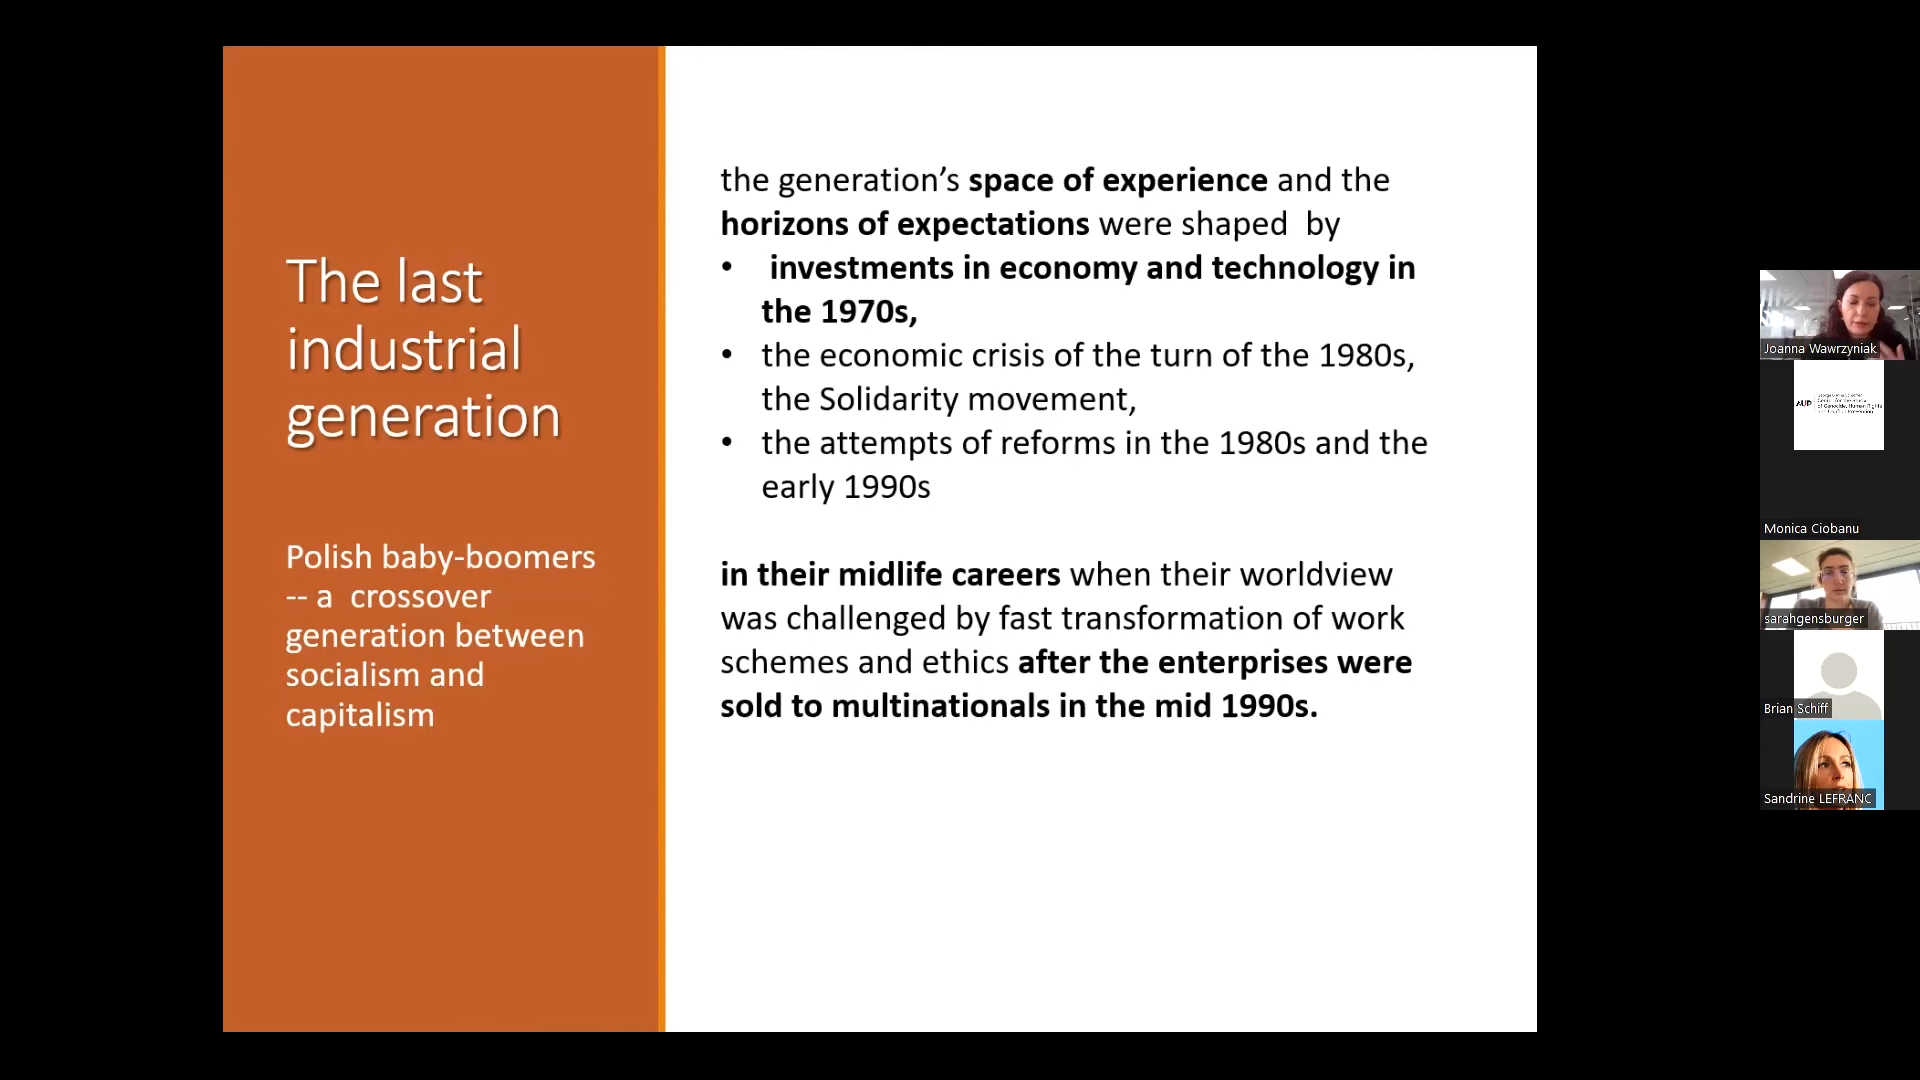 The last
industrial
generation
Polish baby-boomers
-- a  crossover
generation between
socialism and
capitalism
the generation’s space of experience and the
horizons of expectations were shaped  by
• investments in economy and technology in
the 1970s,
• the economic crisis of the turn of the 1980s,
the Solidarity movement,
• the attempts of reforms in the 1980s and the
early 1990s
in their midlife careers when their worldview
was challenged by fast transformation of work
schemes and ethics after the enterprises were
sold to multinationals in the mid 1990s.
Joanna Wawrzyniak
AUP
Monica Ciobanu
sarahgensburger
Brian Schiff
Sandrine LEFRANC